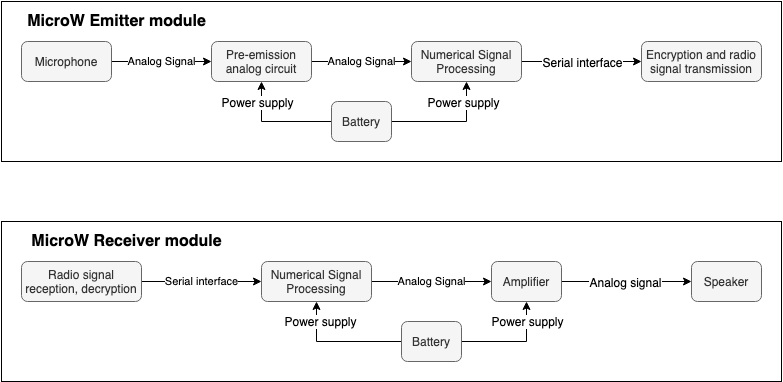 MicroW Emitter module
Microphone
Analog Signal
Pre-emission
analog circuit
Analog Signal
Numerical Signal
Processing
Serial interface
Encryption and radio
signal transmission
Power supply
Power supply
Battery
MicroW Receiver module
Radio signal
reception, decryption
Serial interface
Numerical Signal
Processing
Analog Signal
Amplifier
Analog signal
Speaker
Power supply
Power supply
Battery